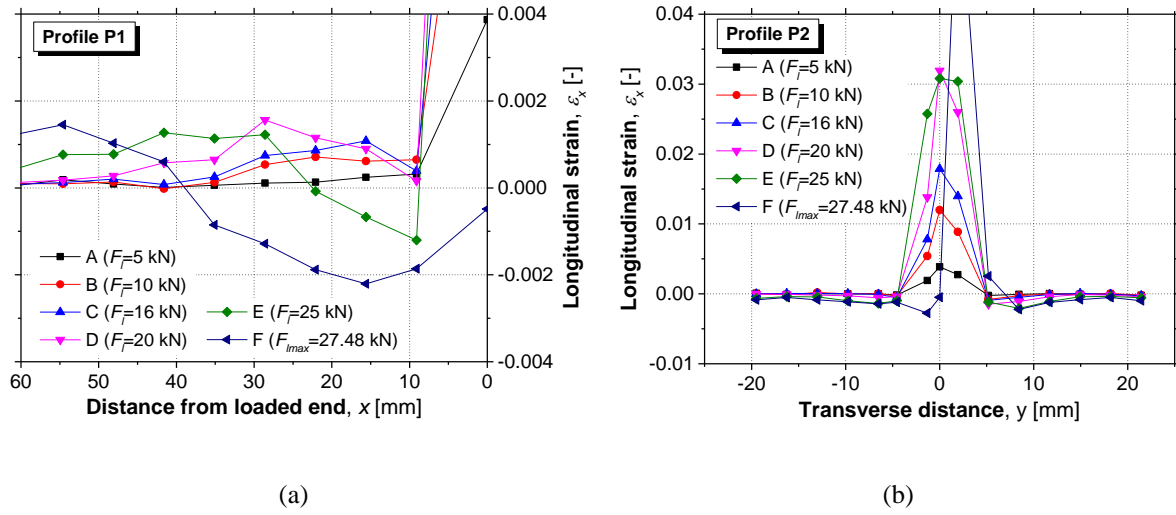 Profile P1
0.004
0.002
0.000
-0.002
-0.004
Longitudinal strain, εx [-]
A (Fl=5 kN)
B (Fl=10 kN)
C (Fl=16 kN)
D (Fl=20 kN)
E (Fl=25 kN)
F (Flmax=27.48 kN)
60 50 40 30 20 10 0
Distance from loaded end, x [mm]
(a)
Profile P2
0.04
0.03
0.02
0.01
0.00
-0.01
Longitudinal strain, εx [-]
A (Fl=5 kN)
B (Fl=10 kN)
C (Fl=16 kN)
D (Fl=20 kN)
E (Fl=25 kN)
F (Flmax=27.48 kN)
-20 -10 0 10 20
Transverse distance, y [mm]
(b)